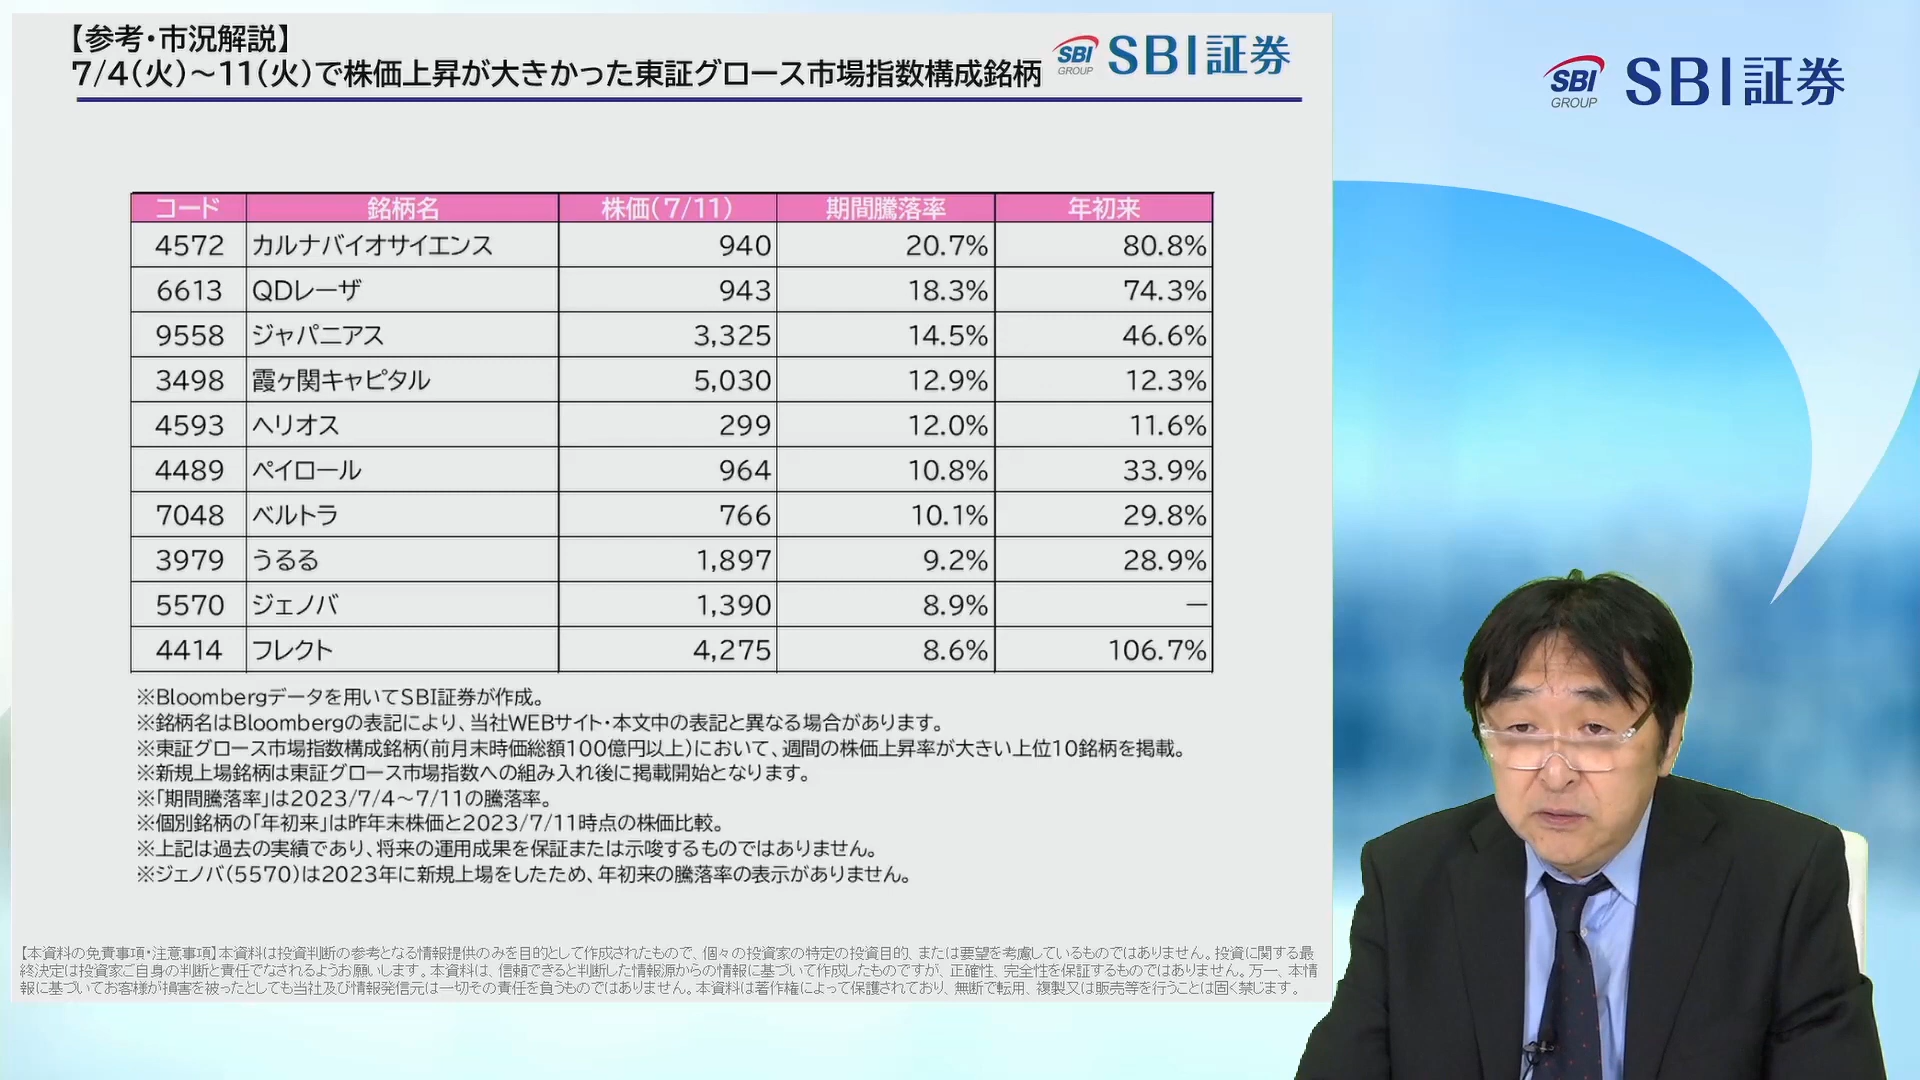 【参考・市況解説】
7/4(火)～11(火)で株価上昇が大きかった東証グロース市場指数構成銘柄
SBI GROUP SBI証券
SBI GROUP SBI証券
コード 銘柄名 株価(7/11) 期間騰落率 年初来
4572 カルナバイオサイエンス 940 20.7% 80.8%
6613 QDレーザ 943 18.3% 74.3%
9558 ジャパニアス 3,325 14.5% 46.6%
3498 霞ヶ関キャピタル 5,030 12.9% 12.3%
4593 ヘリオス 299 12.0% 11.6%
4489 ペイロール 964 10.8% 33.9%
7048 ベルトラ 766 10.1% 29.8%
3979 うるる 1,897 9.2% 28.9%
5570 ジェノバ 1,390 8.9% ―
4414 フレクト 4,275 8.6% 106.7%
※Bloombergデータを用いてSBI証券が作成。
※銘柄名はBloombergの表記により、当社WEBサイト・本文中の表記と異なる場合があります。
※東証グロース市場指数構成銘柄(前月末時価総額100億円以上)において、週間の株価上昇率が大きい上位10銘柄を掲載。
※新規上場銘柄は東証グロース市場指数への組み入れ後に掲載開始となります。
※「期間騰落率」は2023/7/4～7/11の騰落率。
※個別銘柄の「年初来」は昨年末株価と2023/7/11時点の株価比較。
※上記は過去の実績であり、将来の運用成果を保証または示唆するものではありません。
※ジェノバ(5570)は2023年に新規上場をしたため、年初来の騰落率の表示がありません。
【本資料の免責事項・注意事項】本資料は投資判断の参考となる情報提供のみを目的として作成されたもので、個々の投資家の特定の投資目的、または要望を考慮しているものではありません。投資に関する最
終決定は投資家ご自身の判断と責任でなされるようお願いします。本資料は、信頼できると判断した情報源からの情報に基づいて作成したものですが、正確性、完全性を保証するものではありません。万一、本情
報に基づいてお客様が損害を被ったとしても当社及び情報発信元は一切その責任を負うものではありません。本資料は著作権によって保護されており、無断で転用、複製又は販売等を行うことは固く禁じます。